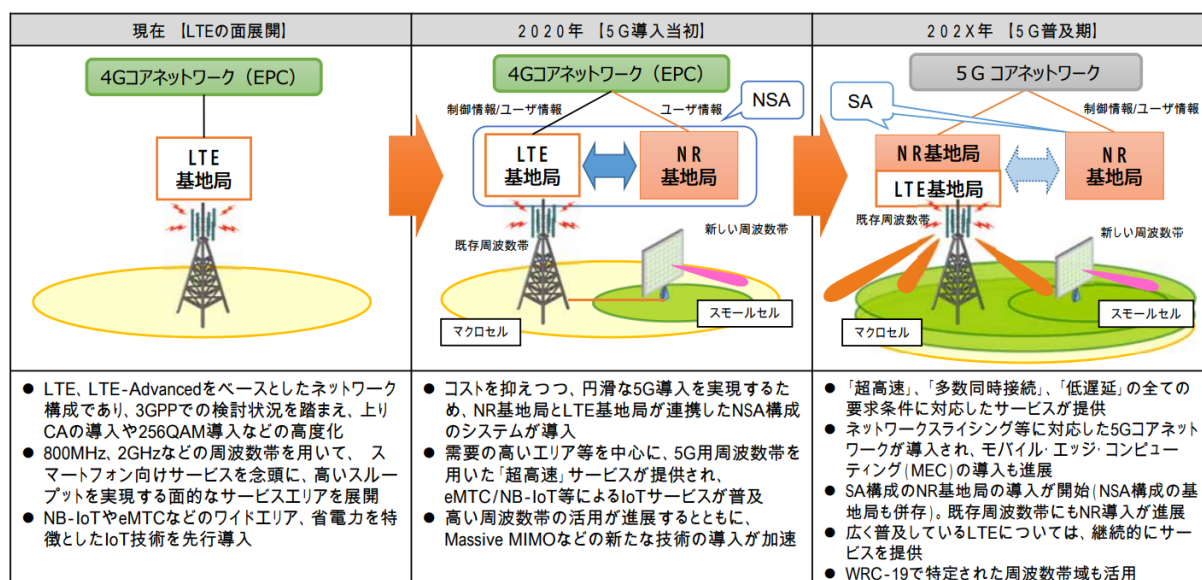 現在 【LTEの面展開】
4Gコアネットワーク（EPC）
LTE
基地局
● LTE、LTE-Advancedをベースとしたネットワーク
構成であり、3GPPでの検討状況を踏まえ、上り
CAの導入や256QAM導入などの高度化
● 800MHz、2GHzなどの周波数帯を用いて、 ス
マートフォン向けサービスを念頭に、高いスルー
プットを実現する面的なサービスエリアを展開
● NB-IoTやeMTCなどのワイドエリア、省電力を特
徴としたIoT技術を先行導入
2020年 【5G導入当初】
4Gコアネットワーク（EPC）
制御情報/ユーザ情報
ユーザ情報
NSA
LTE
基地局
NR
基地局
既存周波数帯
新しい周波数帯
マクロセル
スモールセル
● コストを抑えつつ、円滑な5G導入を実現するた
め、NR基地局とLTE基地局が連携したNSA構成
のシステムが導入
● 需要の高いエリア等を中心に、5G用周波数帯を
用いた「超高速」サービスが提供され、
eMTC/NB-IoT等によるIoTサービスが普及
● 高い周波数帯の活用が進展するとともに、
Massive MIMOなどの新たな技術の導入が加速
202X年 【5G普及期】
5G コアネットワーク
SA
制御情報/ユーザ情報
NR基地局
LTE基地局
NR
基地局
既存周波数帯
新しい周波数帯
マクロセル
スモールセル
● 「超高速」、「多数同時接続」、「低遅延」の全ての
要求条件に対応したサービスが提供
● ネットワークスライシング等に対応した5Gコアネット
ワークが導入され、モバイル・エッジ・コンピュー
ティング(MEC)の導入も進展
● SA構成のNR基地局の導入が開始(NSA構成の基
地局も併存)。既存周波数帯にもNR導入が進展
● 広く普及しているLTEについては、継続的にサー
ビスを提供
● WRC-19で特定された周波数帯域も活用